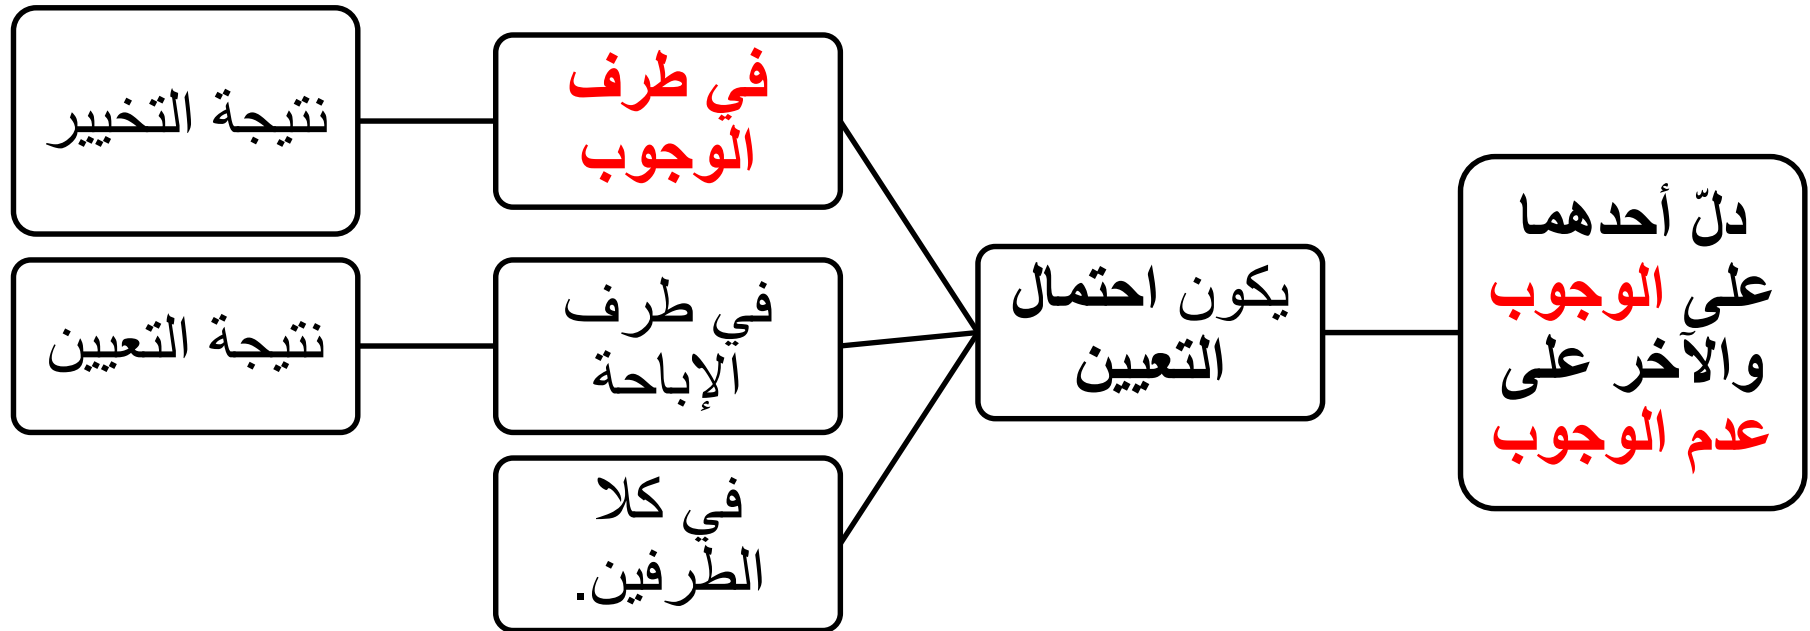 دلّ أحدهما
على الوجوب
والآخر على
عدم الوجوب
يكون احتمال
التعيين
في طرف
الوجوب
نتيجة التخيير
في طرف
الإباحة
نتيجة التعيين
في كلا
الطرفين.